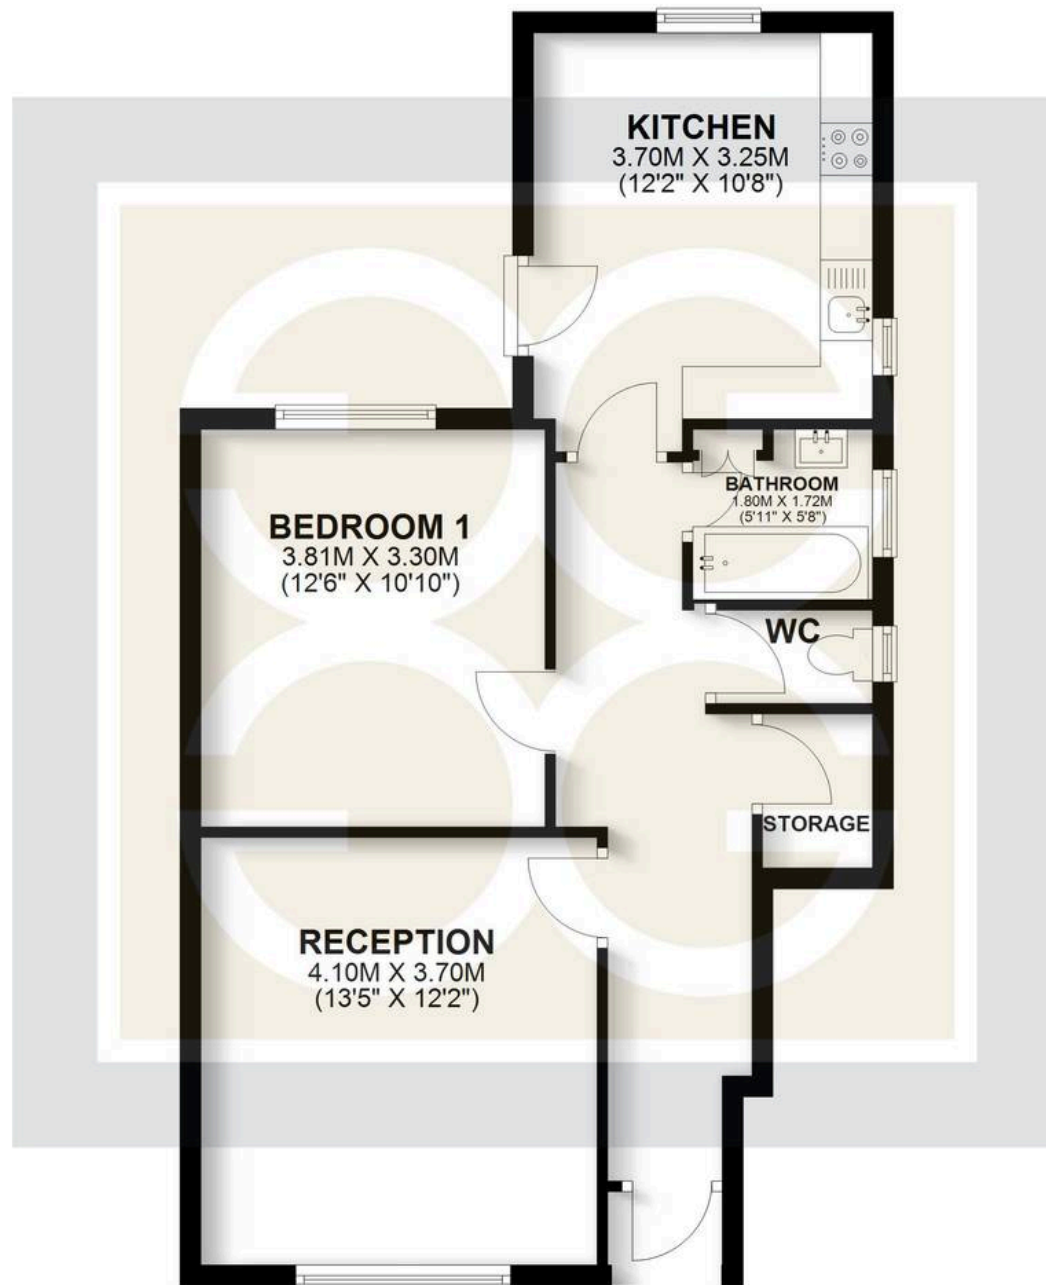 KITCHEN
3.70M X 3.25M
(12'2" X 10'8")
BEDROOM 1
3.81M X 3.30M
(12'6" X 10'10")
BATHROOM
1.80M X 1.72M
(5'11" X 5'8")
WC
STORAGE
RECEPTION
4.10M X 3.70M
(13'5" X 12'2")